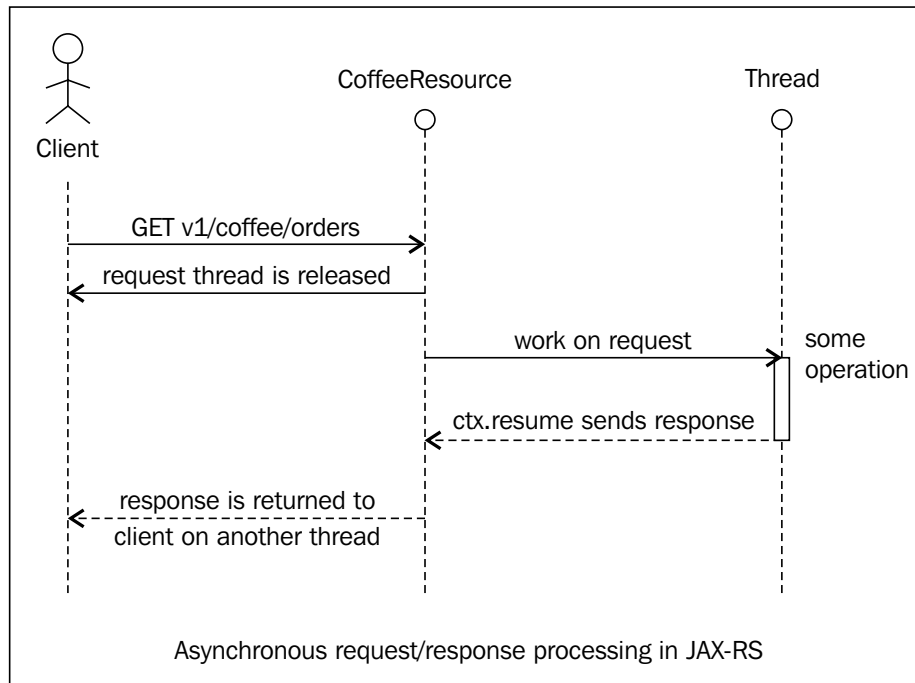 CoffeeResource
Thread
Client
GET v1/coffee/orders
request thread is released
work on request
some
operation
ctx.resume sends response
response is returned to
client on another thread
Asynchronous request/response processing in JAX-RS